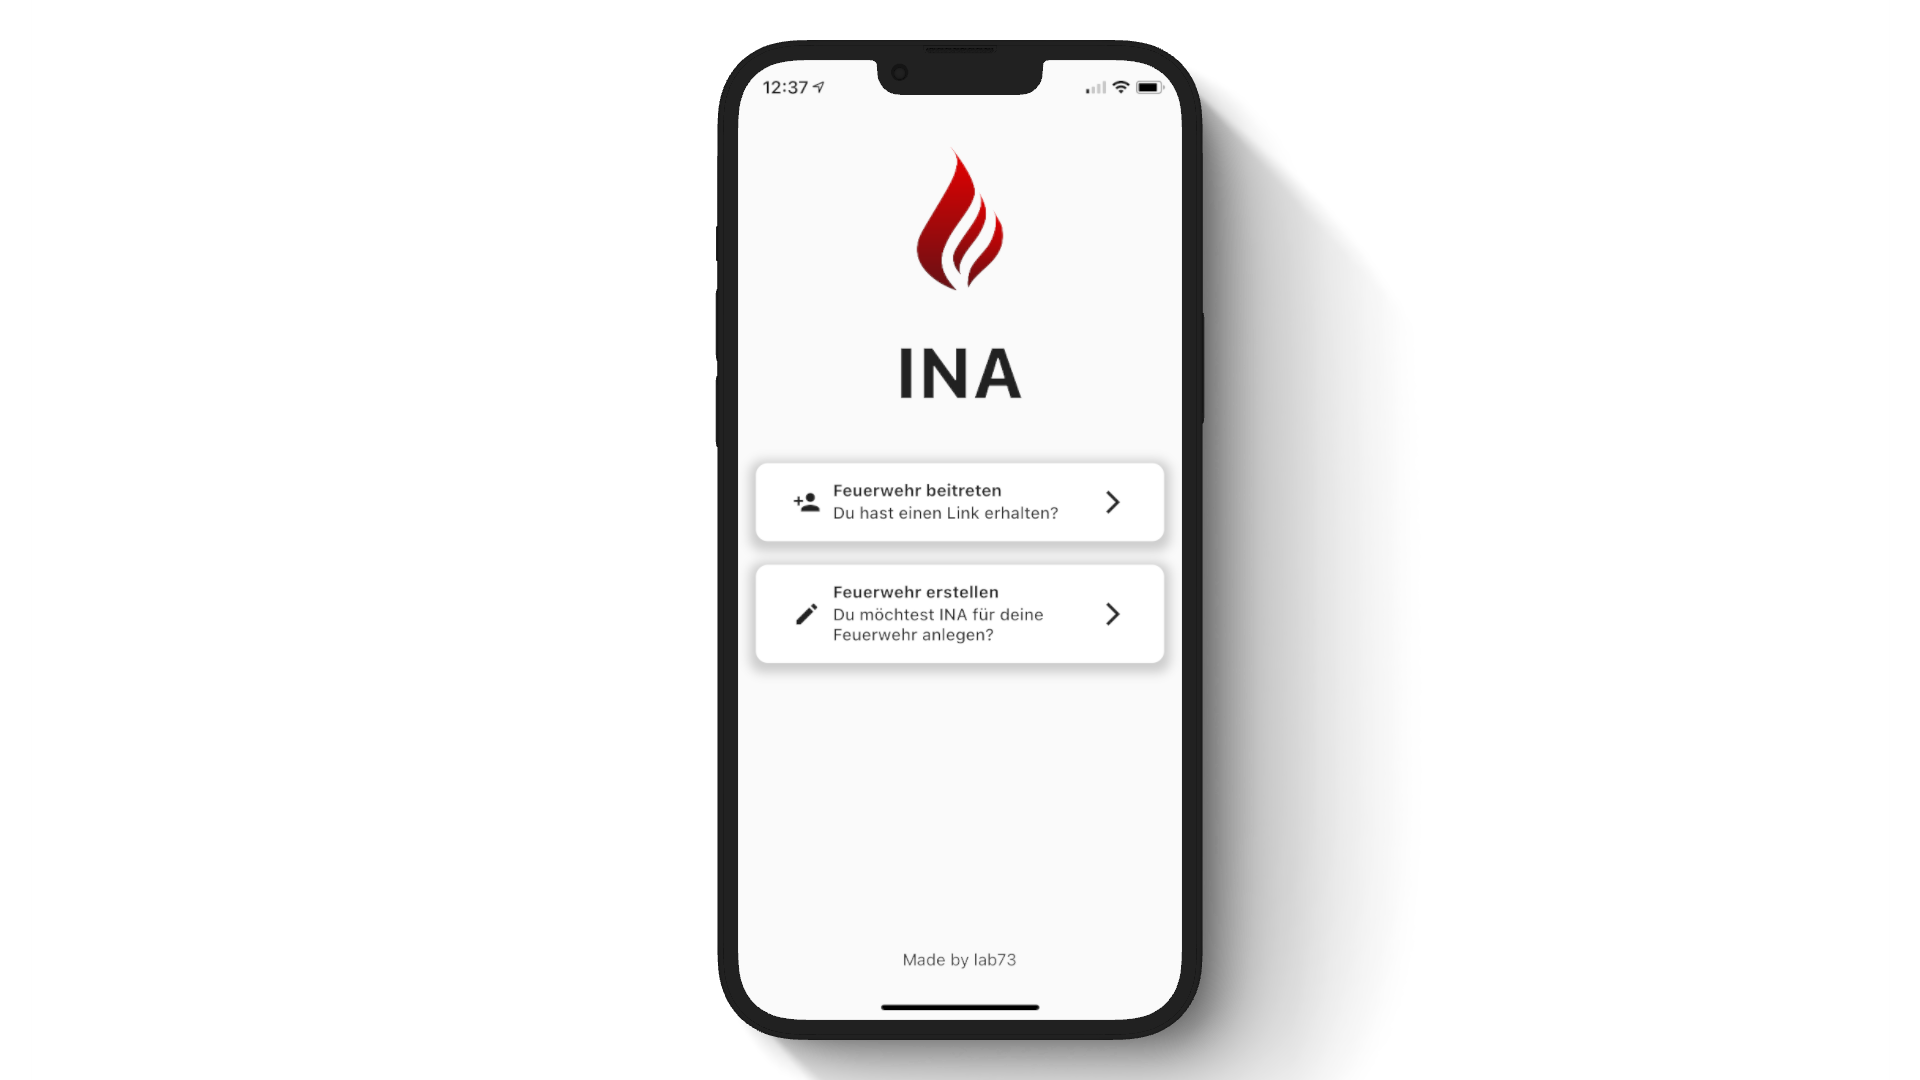 12:37
INA
Feuerwehr beitreten
Du hast einen Link erhalten?
Feuerwehr erstellen
Du möchtest INA für deine
Feuerwehr anlegen?
Made by lab73